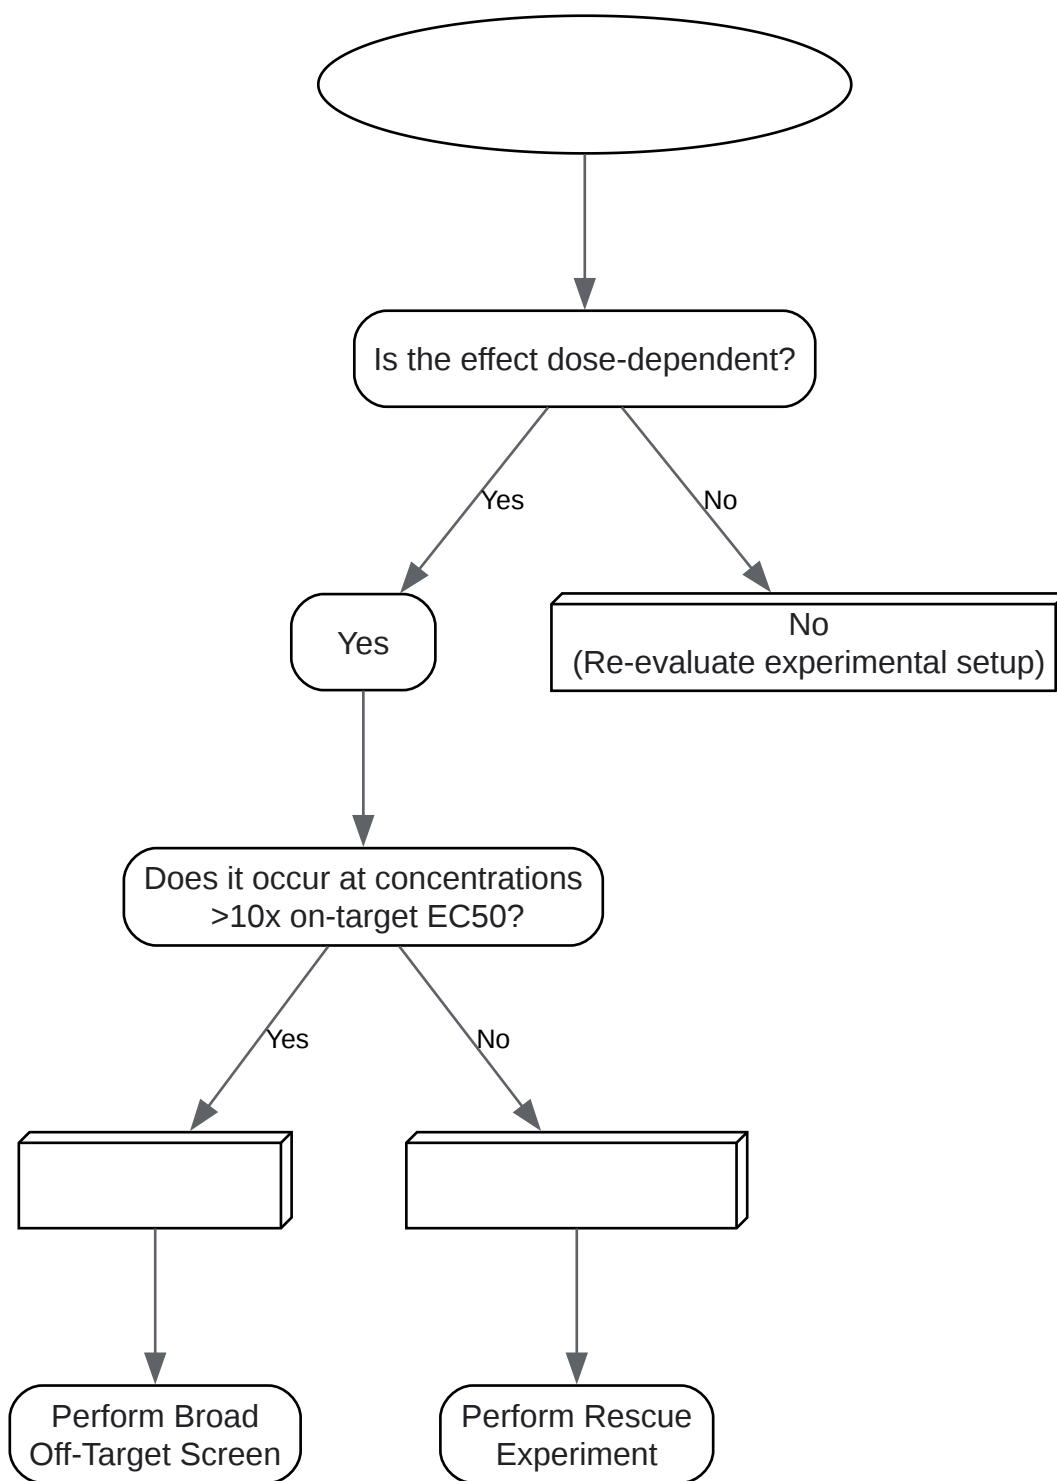 Is the effect dose-dependent?
Yes
No
Yes
No
(Re-evaluate experimental setup)
Does it occur at concentrations
>10x on-target EC50?
Yes
No
Perform Broad
Off-Target Screen
Perform Rescue
Experiment